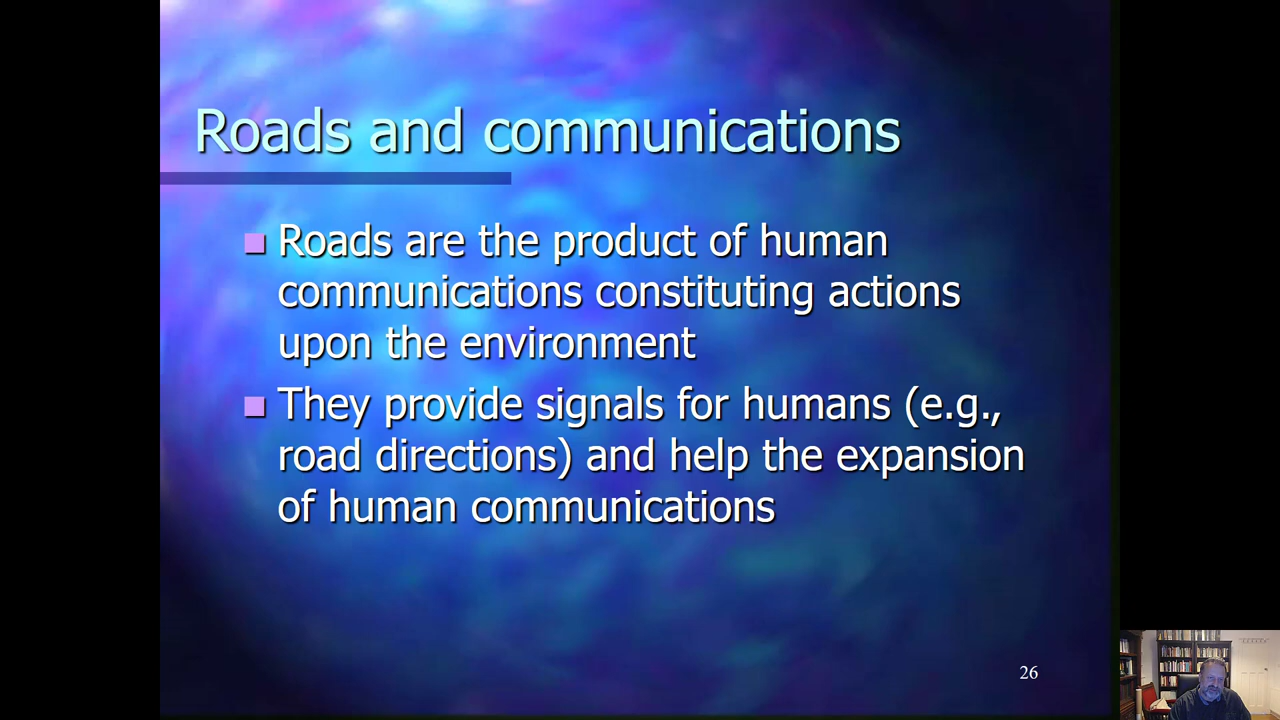 Roads and communications
Roads are the product of human
communications constituting actions
upon the environment
They provide signals for humans (e.g.,
road directions) and help the expansion
of human communications
26